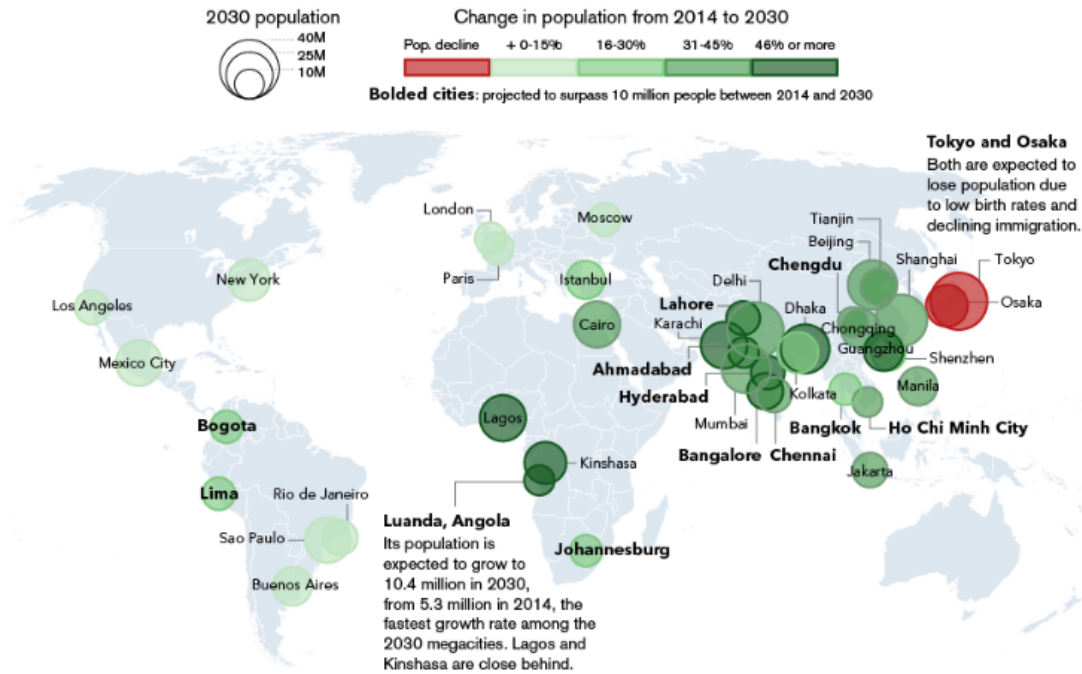 2030 population
40M
25M
10M
Change in population from 2014 to 2030
Pop. decline
+ 0-15%
16-30%
31-45%
46% or more
Bolded cities: projected to surpass 10 million people between 2014 and 2030
Tokyo and Osaka
Both are expected to
lose population due
to low birth rates and
declining immigration.
London
Moscow
Tianjin
Beijing
Chengdu
Shanghai
Tokyo
Paris
Istanbul
Delhi
New York
Los Angeles
Lahore
Dhaka
Osaka
Karachi
Cairo
Chongqing
Guangzhou
Shenzhen
Mexico City
Ahmadabad
Manila
Hyderabad
Kolkata
Mumbai
Bogota
Lagos
Bangkok
Ho Chi Minh City
Bangalore
Chennai
Kinshasa
Jakarta
Lima
Rio de Janeiro
Sao Paulo
Luanda, Angola
Its population is
expected to grow to
10.4 million in 2030,
from 5.3 million in 2014, the
fastest growth rate among the
2030 megacities. Lagos and
Kinshasa are close behind.
Johannesburg
Buenos Aires